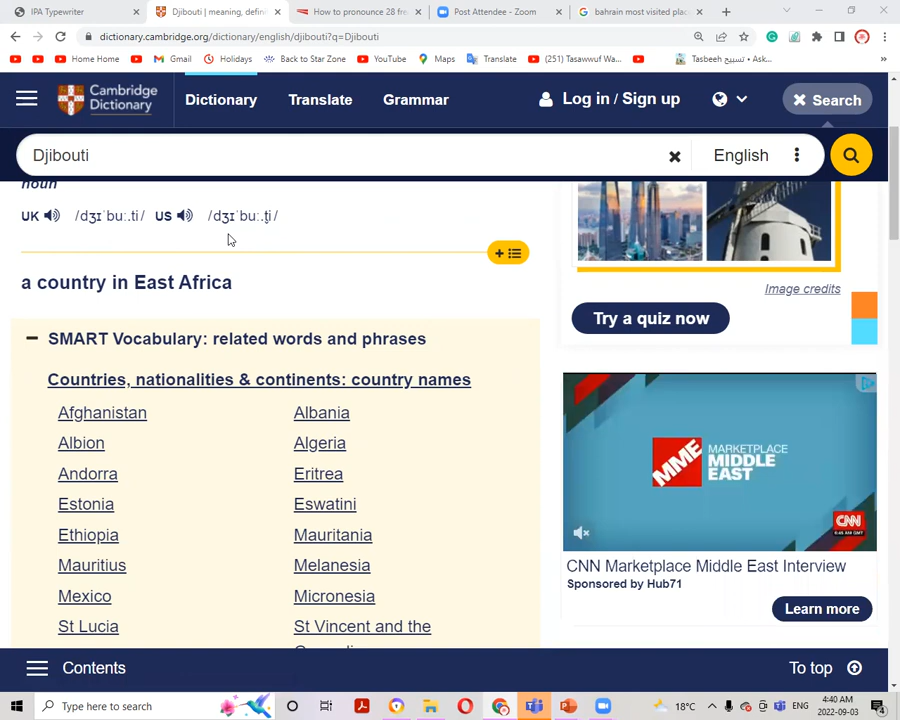 IPA Typewriter
Djibouti | meaning, defini
How to pronounce 28 fre
Post Attendee - Zoom
bahrain most visited plac
dictionary.cambridge.org/dictionary/english/djibouti?q=Djibouti
Home Home
Gmail
Holidays
Back to Star Zone
YouTube
Maps
Translate
(251) Tasawwuf Wa...
Tasbeeh تسبيح • Ask...
»
Cambridge
Dictionary
Dictionary
Translate
Grammar
Log in / Sign up
Search
Djibouti
English
noun
UK /dʒɪˈbuː.ti/ US /dʒɪˈbuː.t̬i/
a country in East Africa
SMART Vocabulary: related words and phrases
Countries, nationalities & continents: country names
Afghanistan
Albania
Albion
Algeria
Andorra
Eritrea
Estonia
Eswatini
Ethiopia
Mauritania
Mauritius
Melanesia
Mexico
Micronesia
St Lucia
St Vincent and the
Image credits
Try a quiz now
MME
MARKETPLACE
MIDDLE
EAST
CNN
CNN Marketplace Middle East Interview
Sponsored by Hub71
Learn more
Contents
To top
Type here to search
18°C
ENG
4:40 AM
2022-09-03